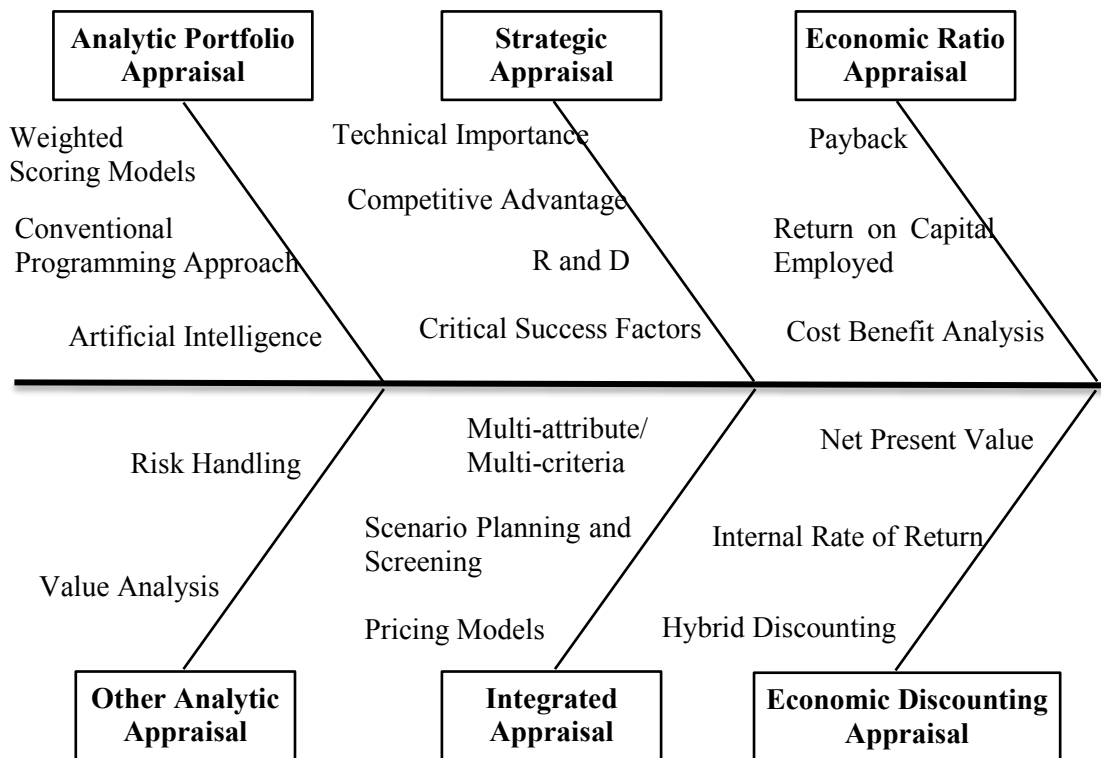 Analytic Portfolio
Appraisal
Strategic
Appraisal
Economic Ratio
Appraisal
Weighted
Scoring Models
Conventional
Programming Approach
Artificial Intelligence
Technical Importance
Competitive Advantage
R and D
Critical Success Factors
Payback
Return on Capital
Employed
Cost Benefit Analysis
Risk Handling
Value Analysis
Multi-attribute/
Multi-criteria
Scenario Planning and
Screening
Pricing Models
Net Present Value
Internal Rate of Return
Hybrid Discounting
Other Analytic
Appraisal
Integrated
Appraisal
Economic Discounting
Appraisal